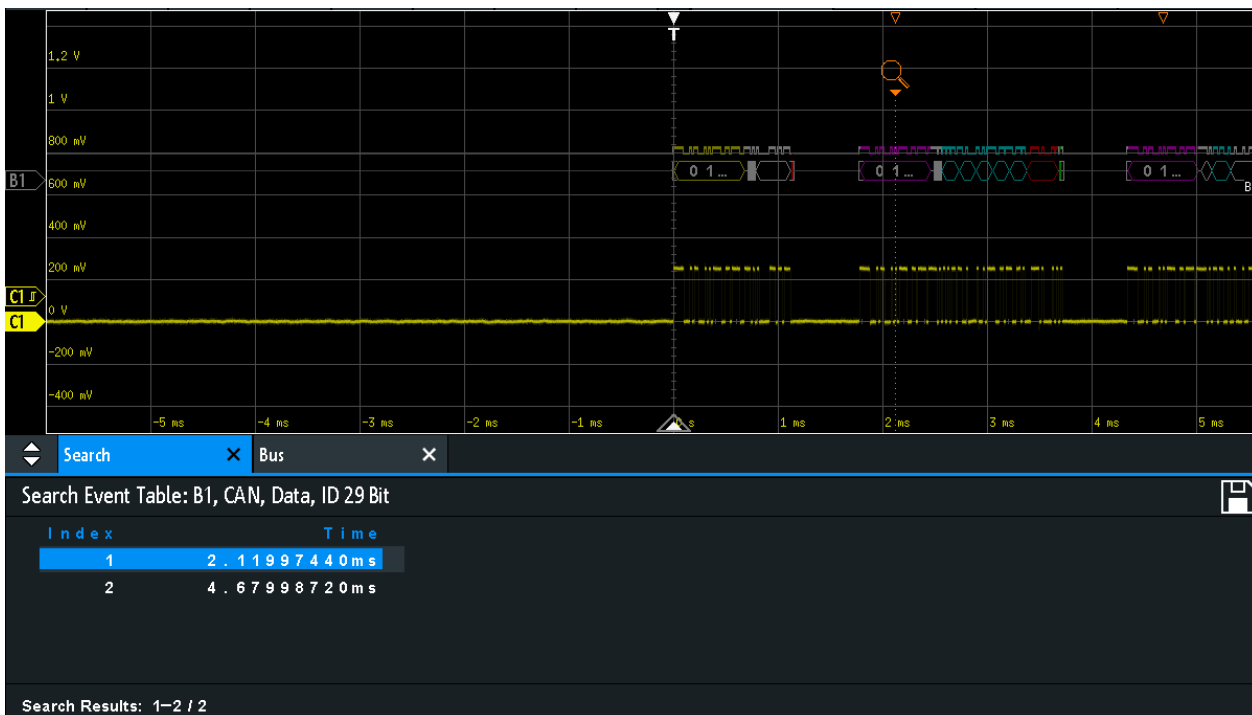 T
1.2 V
1 V
800 mV
B1
600 mV
0 1... 0 1... 0 1...
B
400 mV
200 mV
C1
0 V
C1
-200 mV
-400 mV
-5 ms -4 ms -3 ms -2 ms -1 ms 0 s 1 ms 2 ms 3 ms 4 ms 5 ms
Search Bus
Search Event Table: B1, CAN, Data, ID 29 Bit
Index Time
1 2.11997440ms
2 4.67998720ms
Search Results: 1-2 / 2